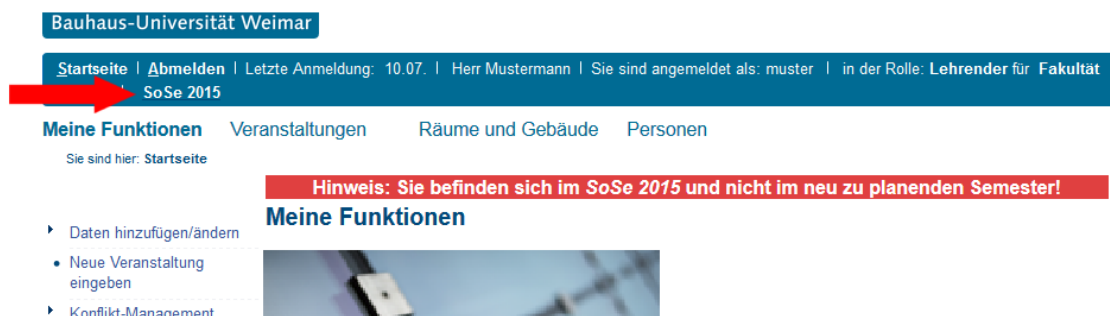 Bauhaus-Universität Weimar
Startseite | Abmelden | Letzte Anmeldung: 10.07. | Herr Mustermann | Sie sind angemeldet als: muster | in der Rolle: Lehrender für Fakultät
| SoSe 2015
Meine Funktionen Veranstaltungen Räume und Gebäude Personen
Sie sind hier: Startseite
Hinweis: Sie befinden sich im SoSe 2015 und nicht im neu zu planenden Semester!
Meine Funktionen
Daten hinzufügen/ändern
Neue Veranstaltung
eingeben
Konflikt-Management